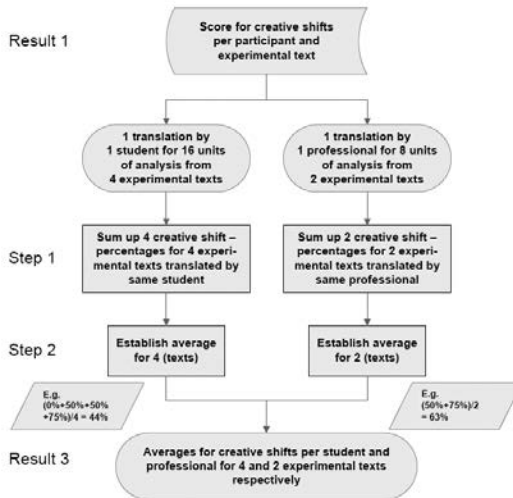 Result 1
Score for creative shifts
per participant and
experimental text
1 translation by
1 student for 16 units
of analysis from
4 experimental texts
1 translation by
1 professional for 8 units
of analysis from
2 experimental texts
Step 1
Sum up 4 creative shift –
percentages for 4 experi-
mental texts translated by
same student
Sum up 2 creative shift –
percentages for 2 experi-
mental texts translated by
same professional
Step 2
Establish average
for 4 (texts)
Establish average
for 2 (texts)
E.g.
(0%+50%+50%
+75%)/4 = 44%
E.g.
(50%+75%)/2
= 63%
Result 3
Averages for creative shifts per student and
professional for 4 and 2 experimental texts
respectively